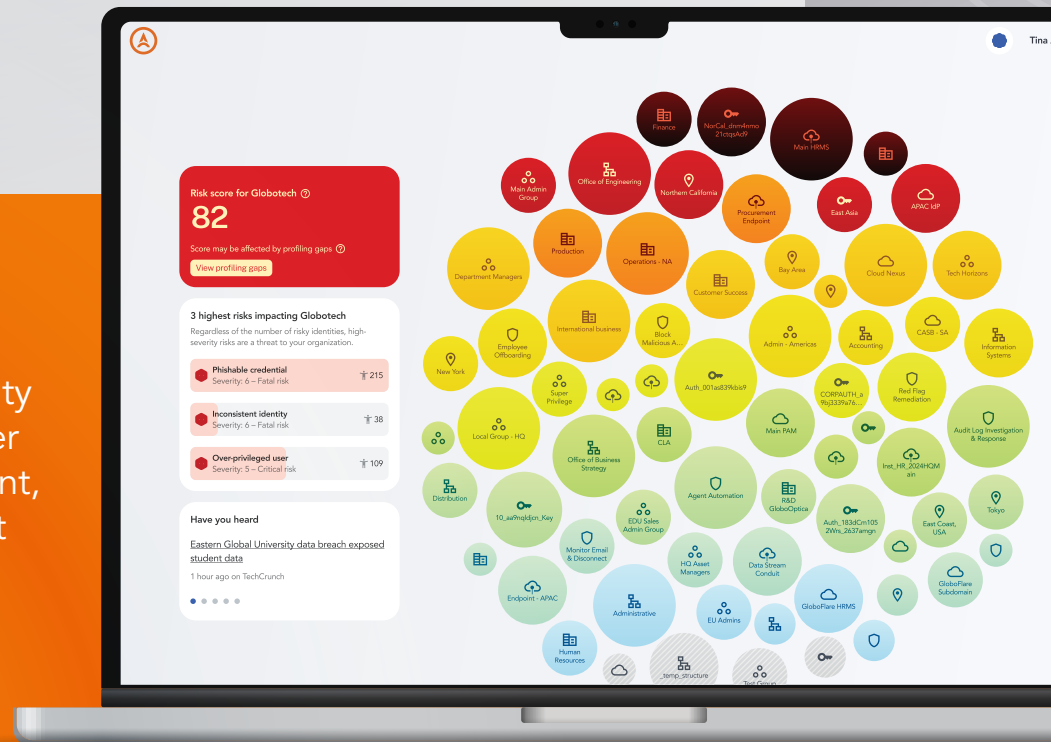 ty
er
nt,
t
Tina
Risk score for Globotech
82
Score may be affected by profiling gaps
View profiling gaps
3 highest risks impacting Globotech
Regardless of the number of risky identities, high-
severity risks are a threat to your organization.
Phishable credential
Severity: 6 – Fatal risk
215
Inconsistent identity
Severity: 6 – Fatal risk
38
Over-privileged user
Severity: 5 – Critical risk
109
Have you heard
Eastern Global University data breach exposed
student data
1 hour ago on TechCrunch
Finance
Main HRMS
Main Admin
Group
Office of Engineering
Northern California
Procurement
Endpoint
East Asia
APAC IdP
Department Managers
Production
Operations - NA
Customer Success
Bay Area
Cloud Nexus
Tech Horizons
New York
Employee
Offboarding
International business
Block
Malicious A...
Admin - Americas
Accounting
CASB - SA
Information
Systems
Super
Privilege
Auth_001as839kbis9
CORPAUTH_a
9bj3339a76...
Red Flag
Remediation
Local Group - HQ
Office of Business
Strategy
CLA
Main PAM
Inst_HR_2024HQM
ain
Audit Log Investigation
& Response
Distribution
10_aa9nqldjcn_Key
EDU Sales
Admin Group
Agent Automation
R&D
GloboOptica
Auth_183dCm105
2Wrs_2637amgn
East Coast,
USA
Tokyo
Monitor Email
& Disconnect
HQ Asset
Managers
Data Stream
Conduit
Endpoint - APAC
Administrative
EU Admins
GloboFlare HRMS
GloboFlare
Subdomain
Human
Resources
_temp_structure
Test Group